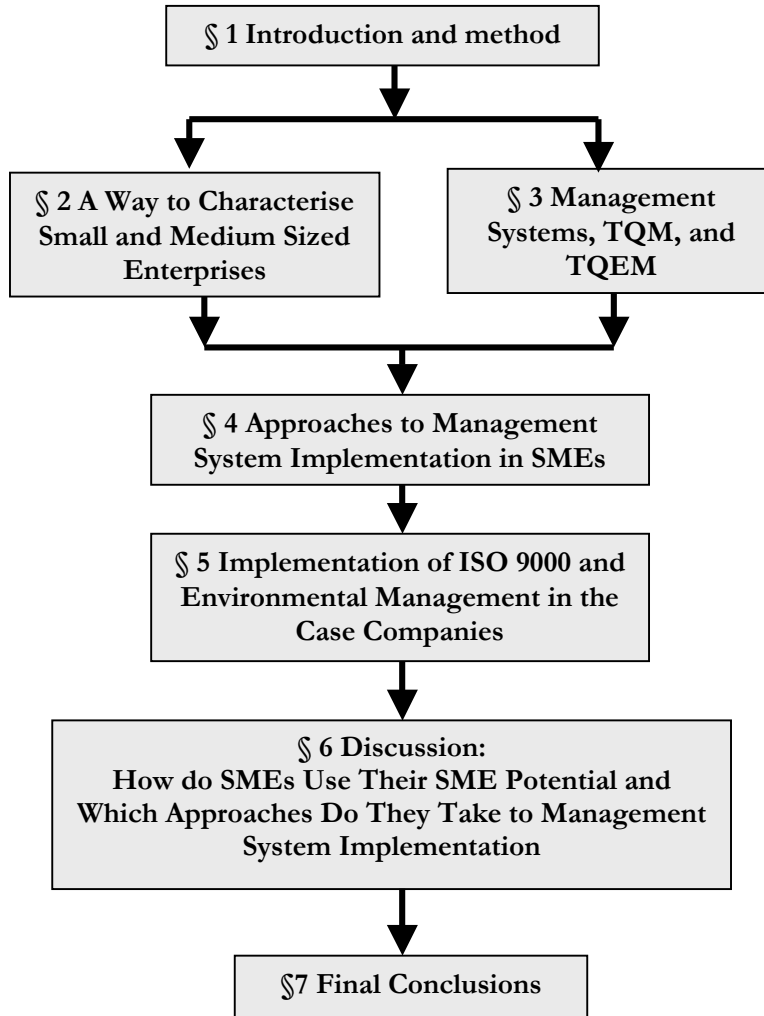 § 1 Introduction and method
§ 2 A Way to Characterise
Small and Medium Sized
Enterprises
§ 3 Management
Systems, TQM, and
TQEM
§ 4 Approaches to Management
System Implementation in SMEs
§ 5 Implementation of ISO 9000 and
Environmental Management in the
Case Companies
§ 6 Discussion:
How do SMEs Use Their SME Potential and
Which Approaches Do They Take to Management
System Implementation
§7 Final Conclusions